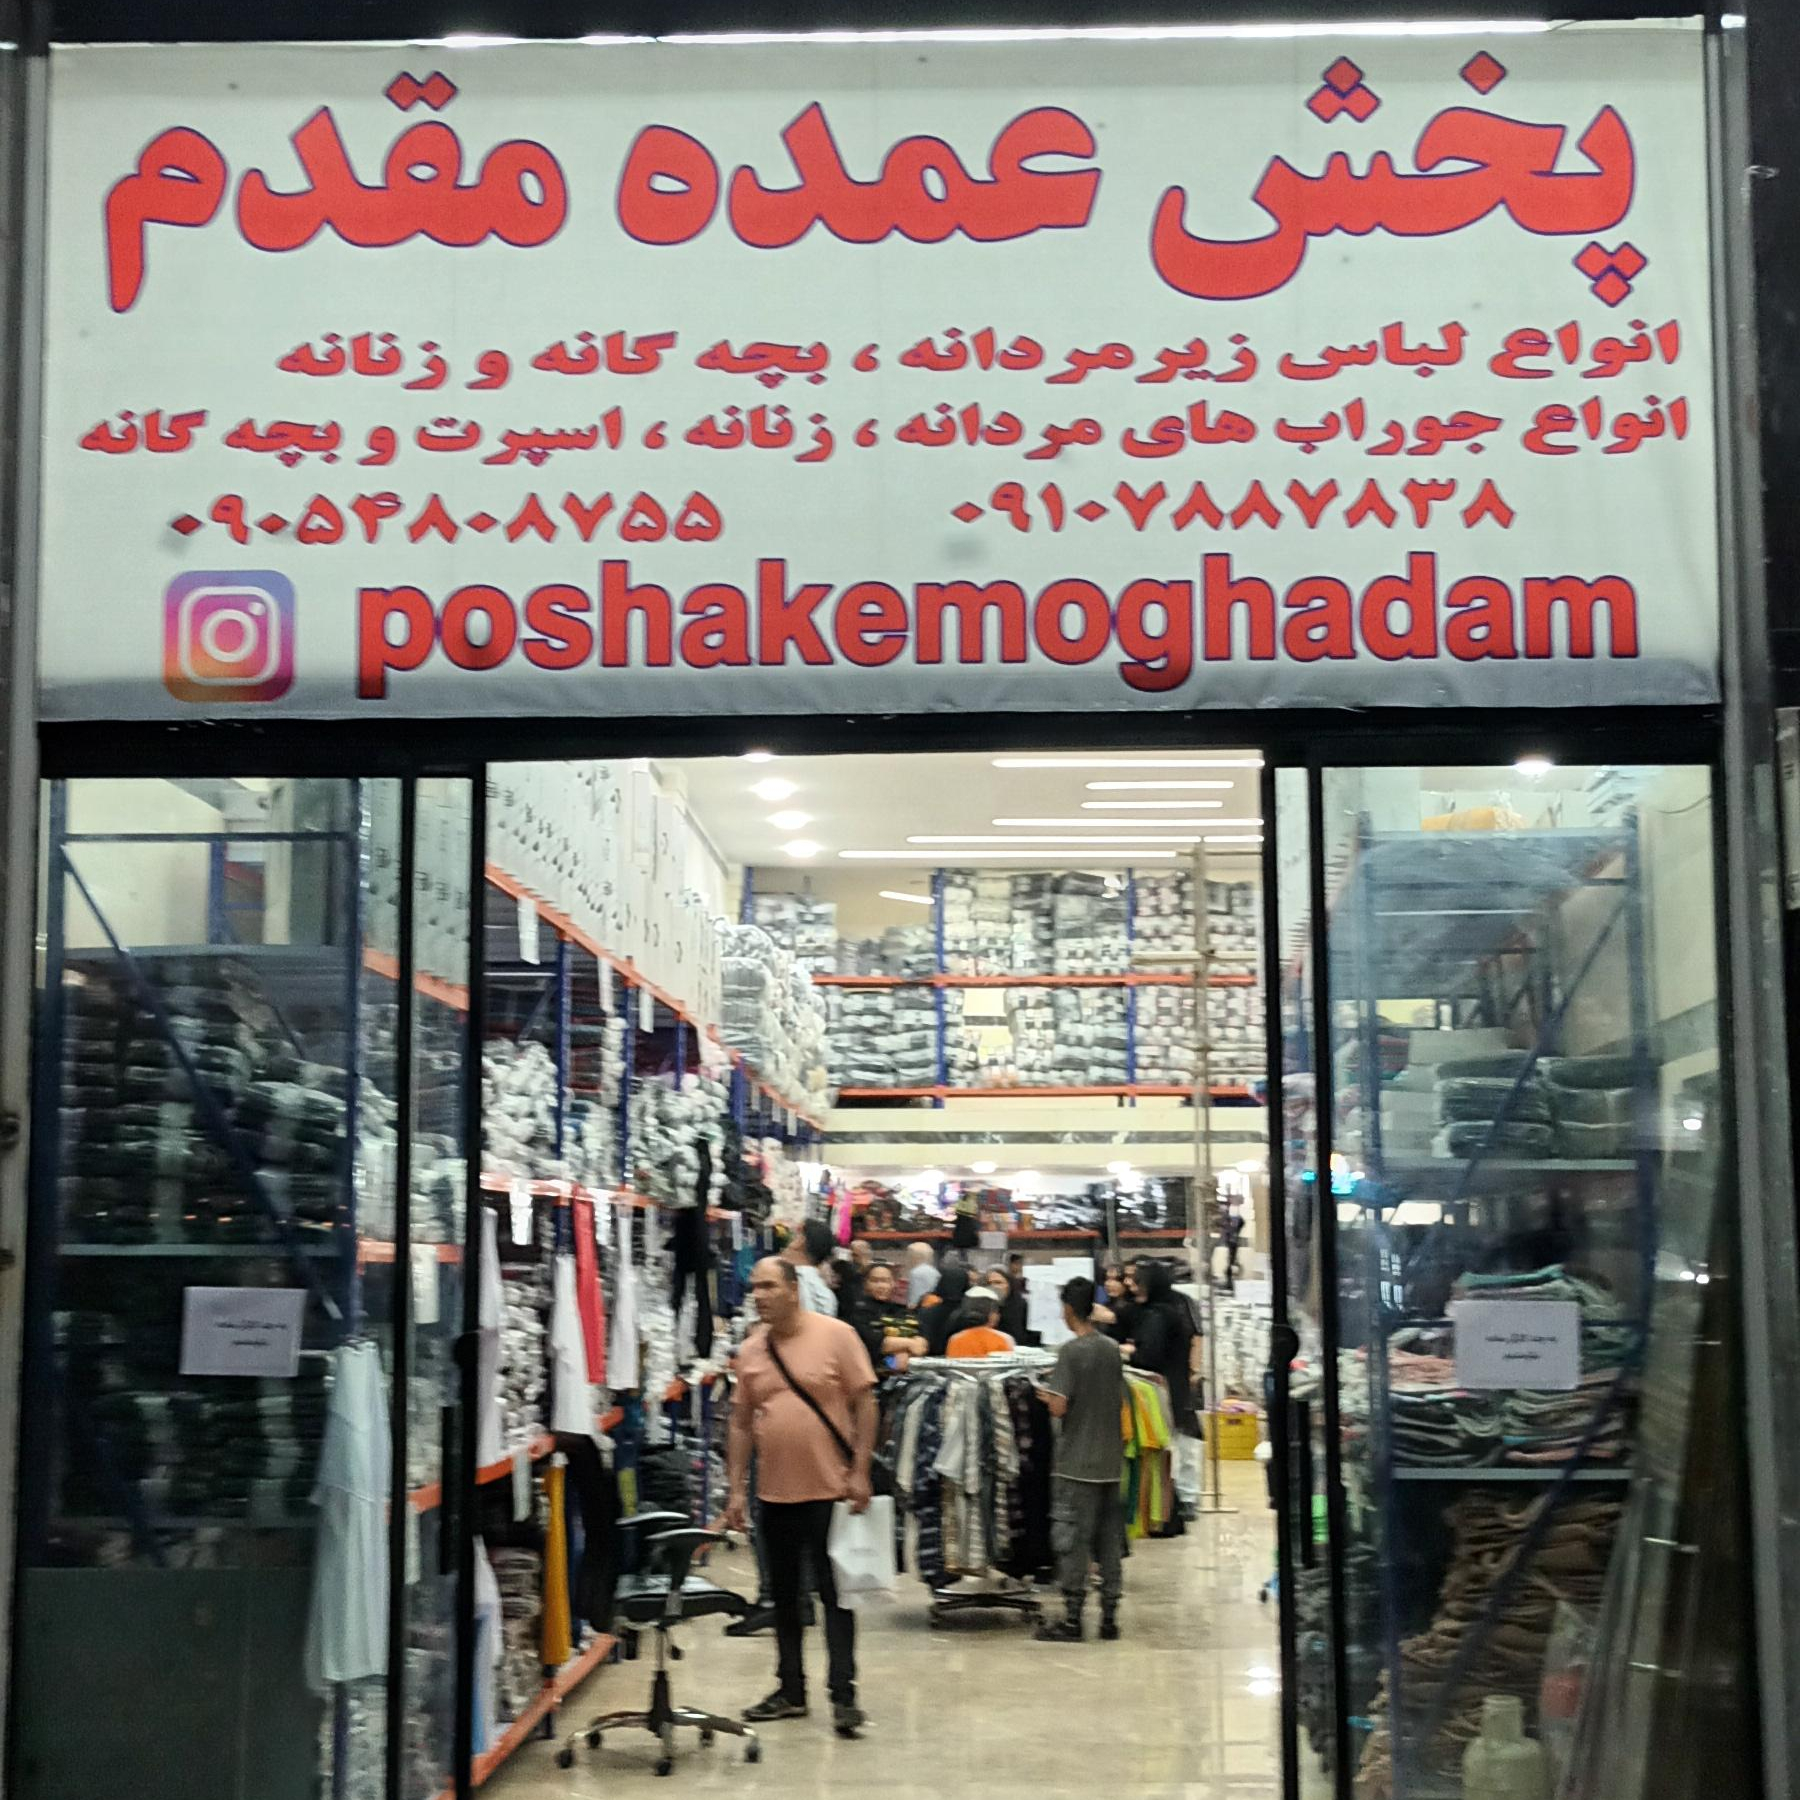 پخش عمده مقدم
انواع لباس زیرمردانه ، بچه گانه و زنانه
انواع جوراب های مردانه ، زنانه ، اسپرت و بچه گانه
۰۹۰۵۴۸۰۸۷۵۵ ۰۹۱۰۷۸۸۷۸۳۸
poshakemoghadam